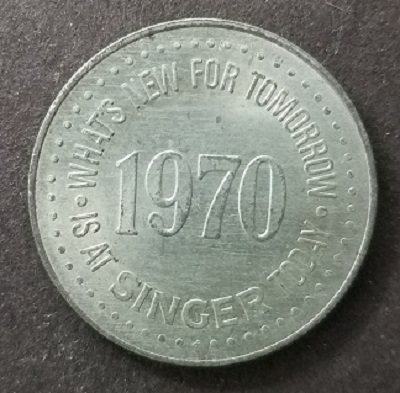 • WHAT'S NEW FOR TOMORROW •
1970
IS AT SINGER TODAY